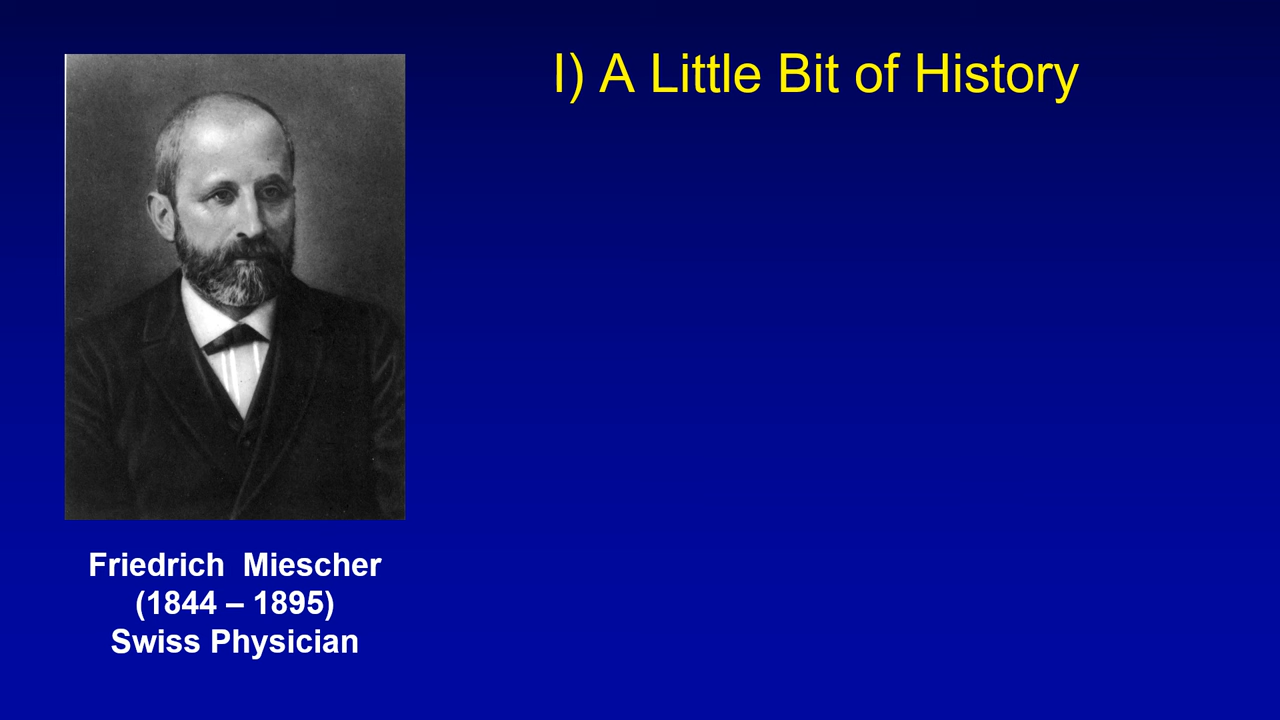 I) A Little Bit of History
Friedrich  Miescher
(1844 – 1895)
Swiss Physician